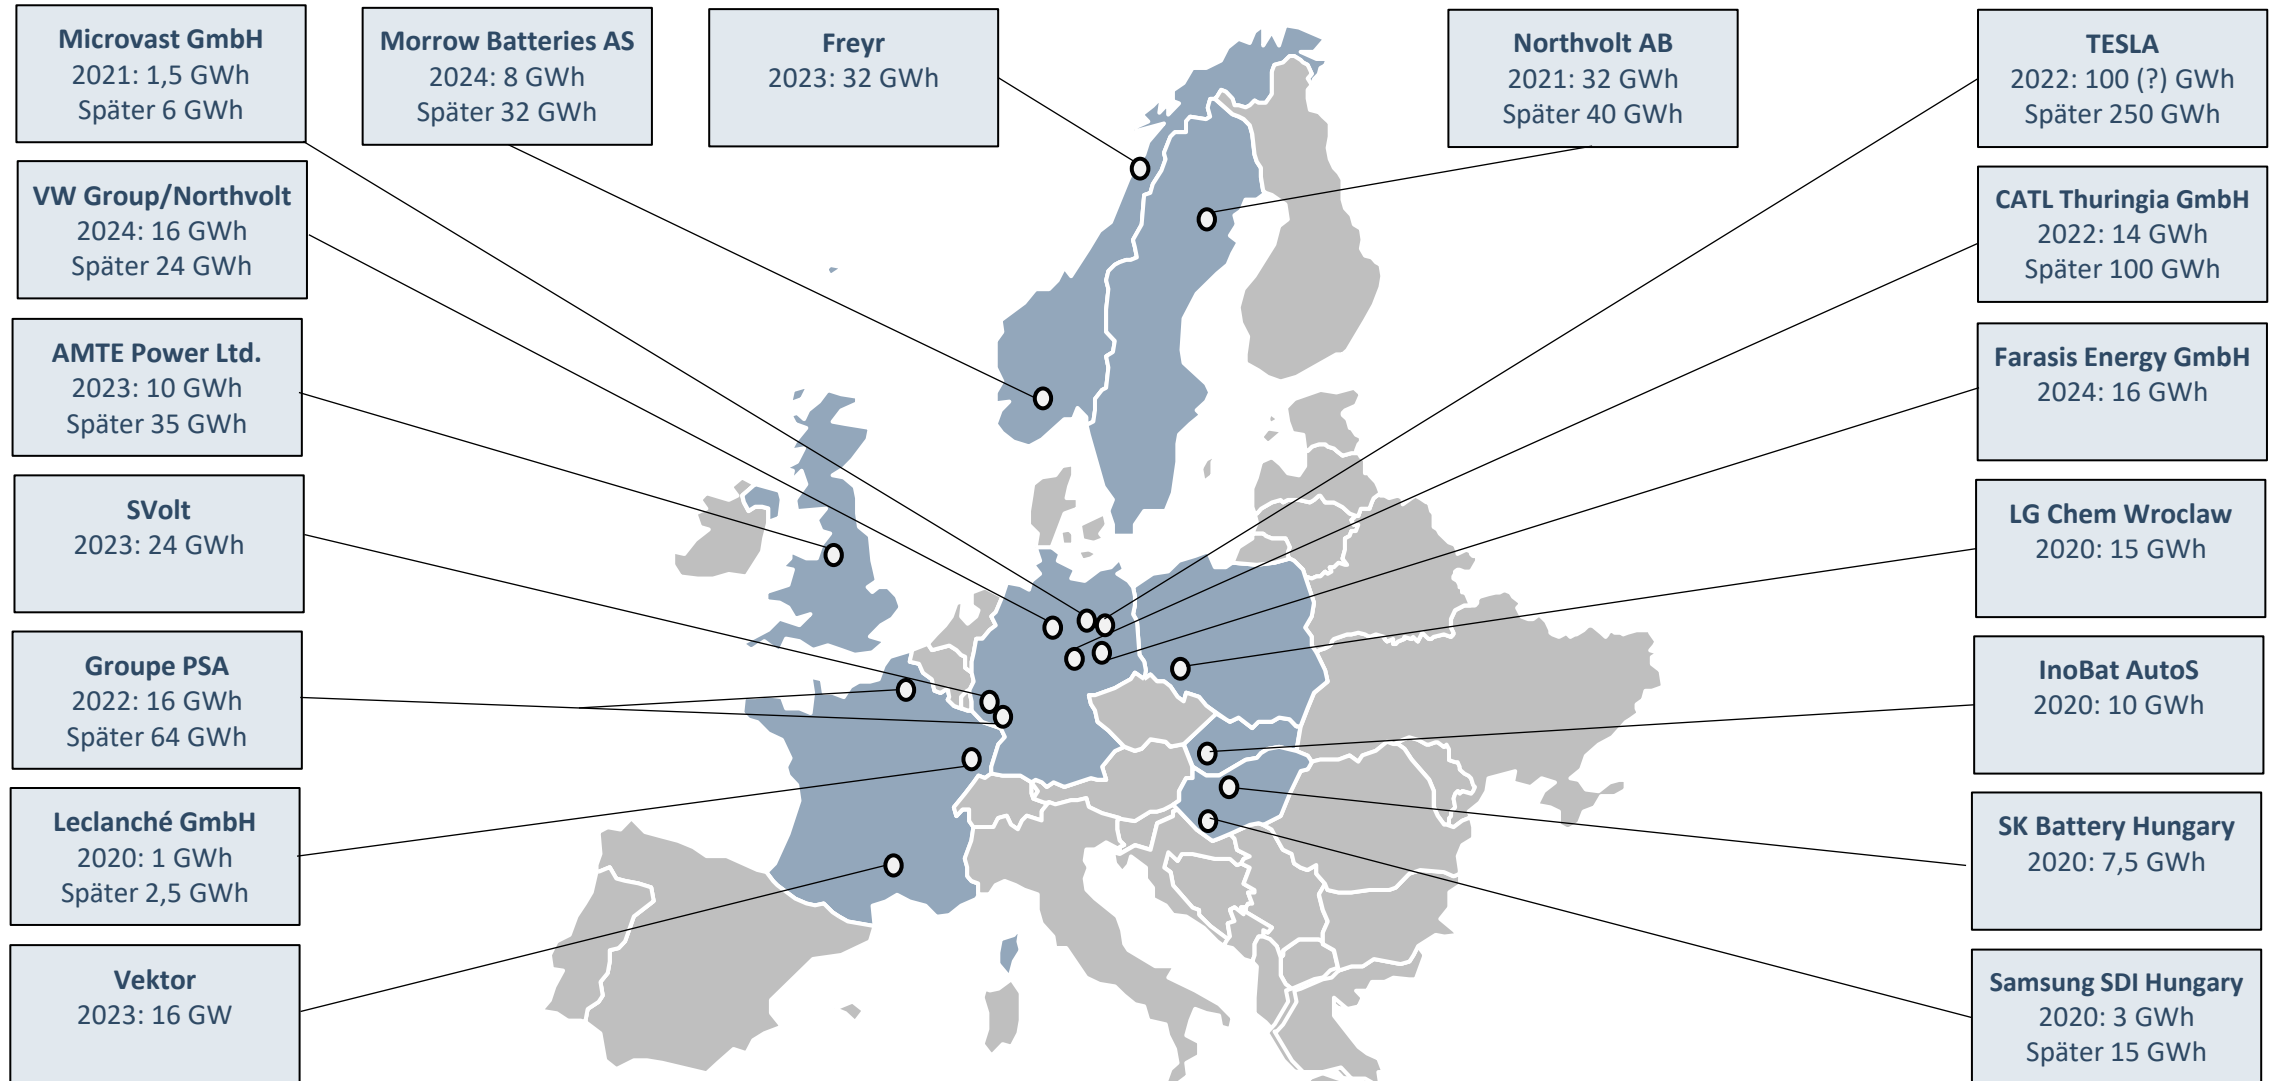 Microvast GmbH
2021: 1,5 GWh
Später 6 GWh
Morrow Batteries AS
2024: 8 GWh
Später 32 GWh
Freyr
2023: 32 GWh
Northvolt AB
2021: 32 GWh
Später 40 GWh
TESLA
2022: 100 (?) GWh
Später 250 GWh
VW Group/Northvolt
2024: 16 GWh
Später 24 GWh
CATL Thuringia GmbH
2022: 14 GWh
Später 100 GWh
AMTE Power Ltd.
2023: 10 GWh
Später 35 GWh
Farasis Energy GmbH
2024: 16 GWh
SVolt
2023: 24 GWh
LG Chem Wroclaw
2020: 15 GWh
Groupe PSA
2022: 16 GWh
Später 64 GWh
InoBat AutoS
2020: 10 GWh
Leclanché GmbH
2020: 1 GWh
Später 2,5 GWh
SK Battery Hungary
2020: 7,5 GWh
Vektor
2023: 16 GW
Samsung SDI Hungary
2020: 3 GWh
Später 15 GWh